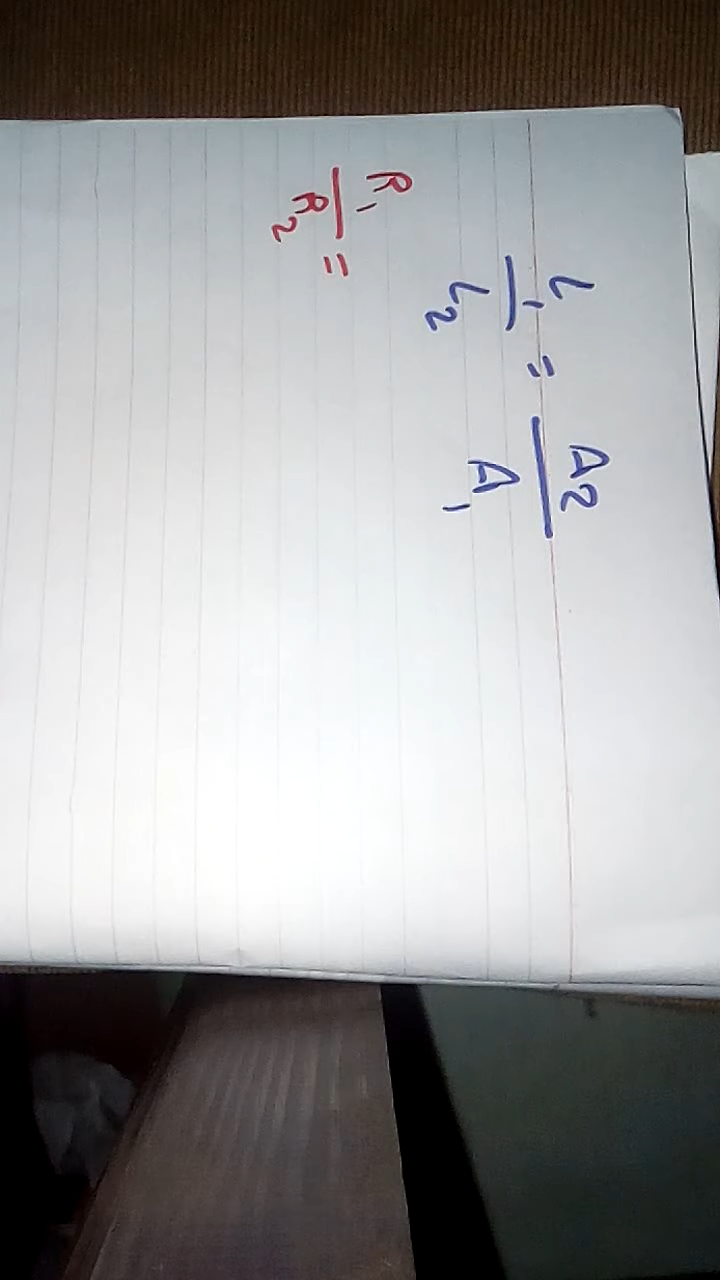 L₁/L₂ = A₂/A₁
R₁/R₂ =